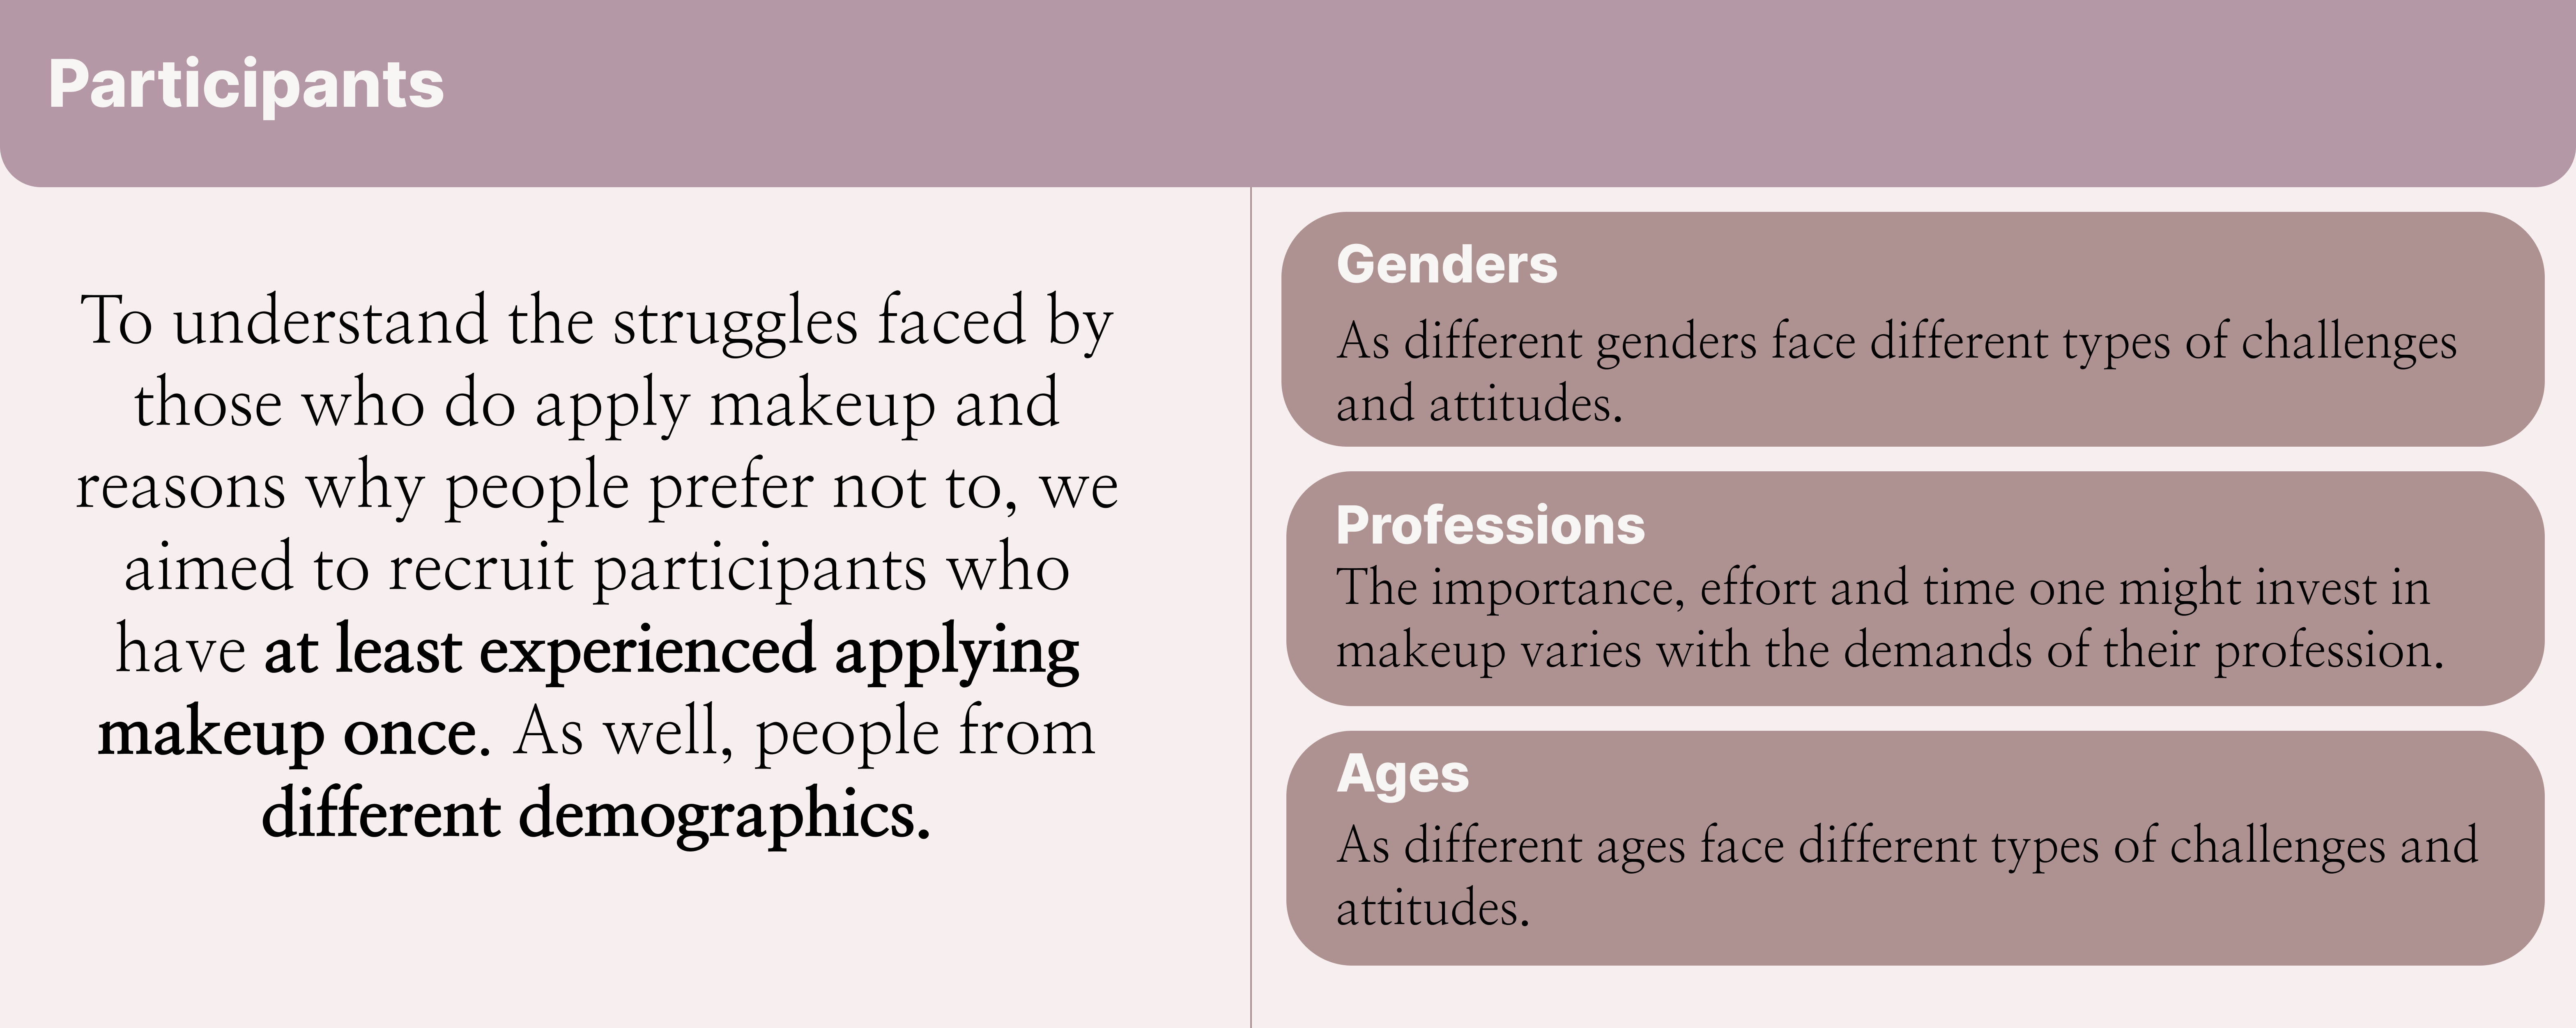 Participants
To understand the struggles faced by
those who do apply makeup and
reasons why people prefer not to, we
aimed to recruit participants who
have at least experienced applying
makeup once. As well, people from
different demographics.
Genders
As different genders face different types of challenges
and attitudes.
Professions
The importance, effort and time one might invest in
makeup varies with the demands of their profession.
Ages
As different ages face different types of challenges and
attitudes.